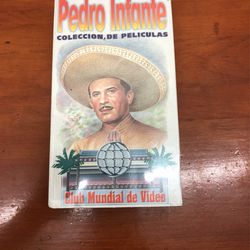 Pedro Infante
COLECCION, DE PELICULAS
Club Mundial de Video